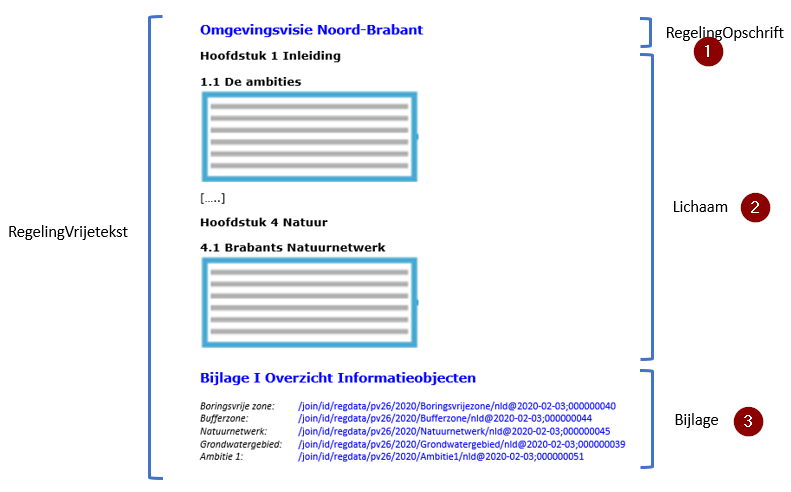 Omgevingsvisie Noord-Brabant
RegelingOpschrift
1
Hoofdstuk 1 Inleiding
1.1 De ambities
[…..]
Lichaam 2
Hoofdstuk 4 Natuur
RegelingVrijetekst
4.1 Brabants Natuurnetwerk
Bijlage I Overzicht Informatieobjecten
Boringsvrije zone: /join/id/regdata/pv26/2020/Boringsvrijezone/nld@2020-02-03;000000040
Bufferzone: /join/id/regdata/pv26/2020/Bufferzone/nld@2020-02-03;000000044
Natuurnetwerk: /join/id/regdata/pv26/2020/Natuurnetwerk/nld@2020-02-03;000000045
Grondwatergebied: /join/id/regdata/pv26/2020/Grondwatergebied/nld@2020-02-03;000000039
Ambitie 1: /join/id/regdata/pv26/2020/Ambitie1/nld@2020-02-03;000000051
Bijlage 3